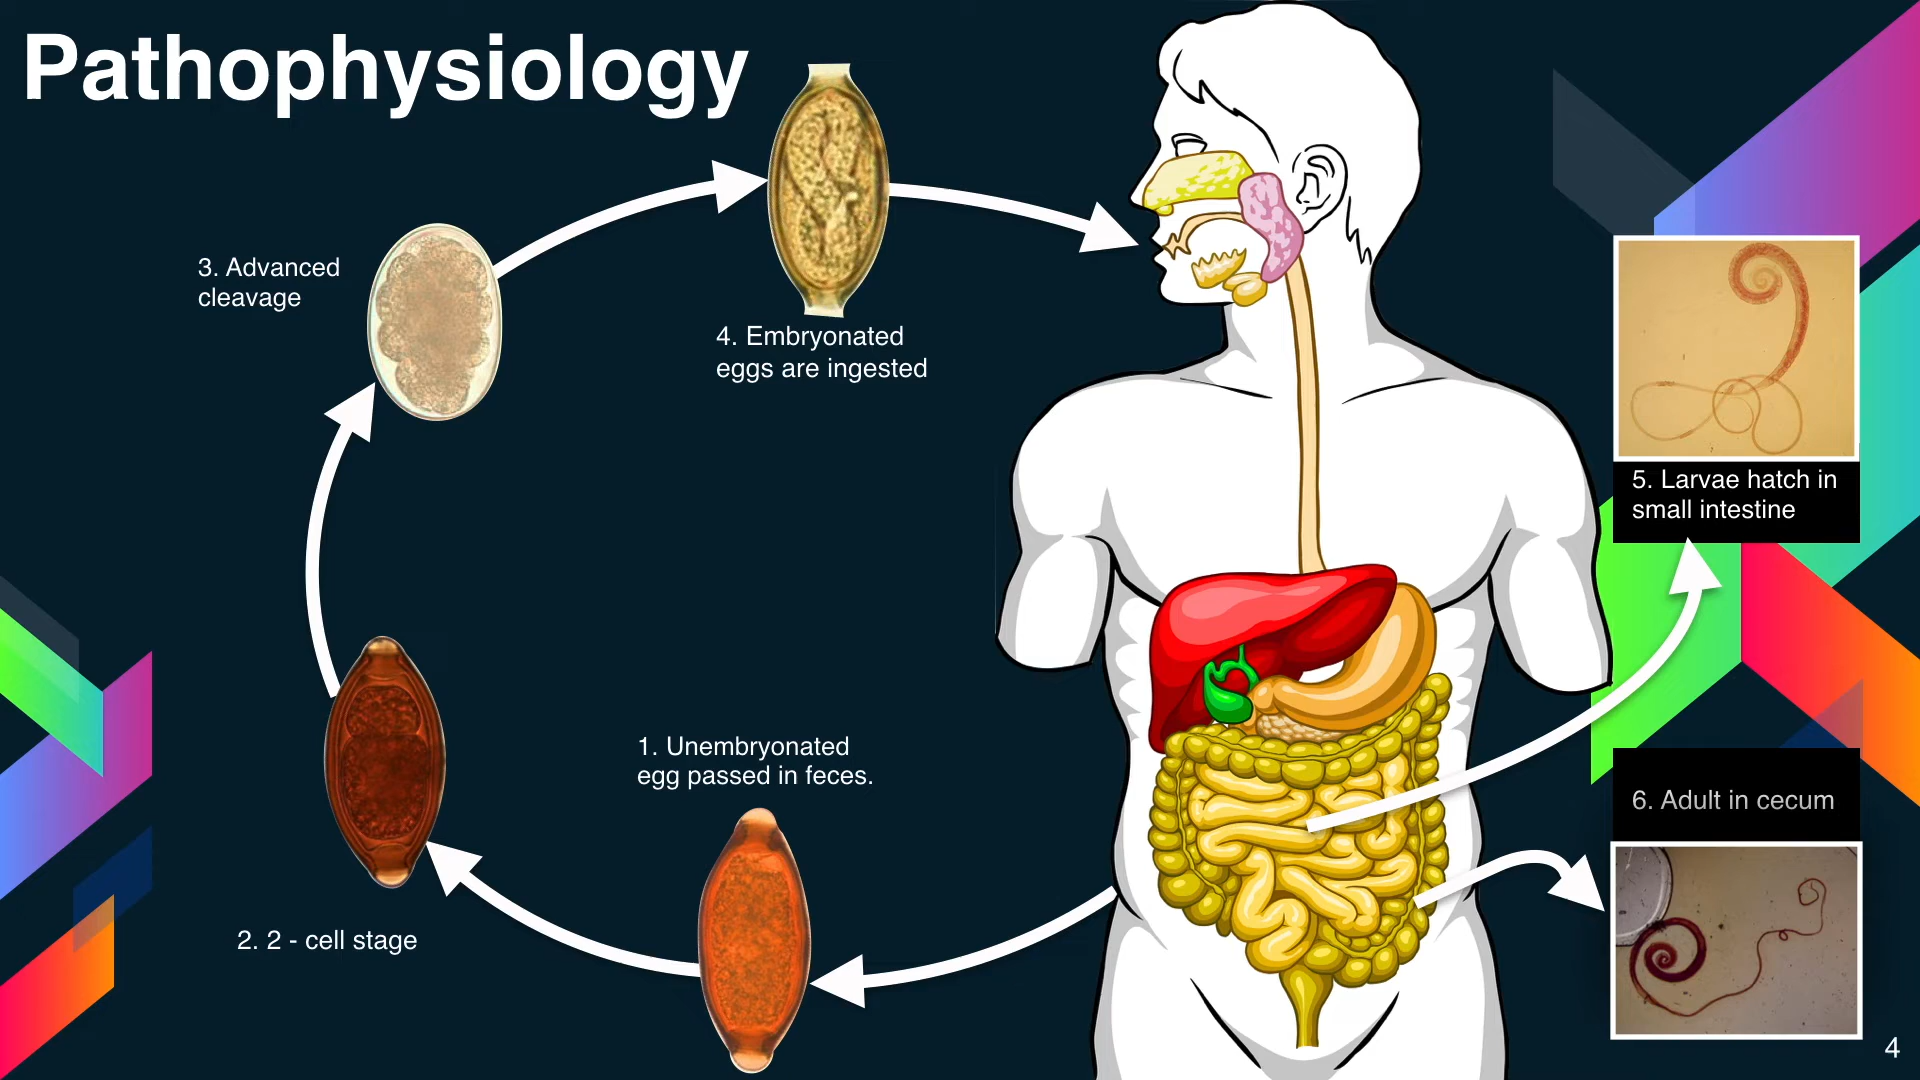 Pathophysiology
3. Advanced
cleavage
4. Embryonated
eggs are ingested
5. Larvae hatch in
small intestine
1. Unembryonated
egg passed in feces.
6. Adult in cecum
2. 2 - cell stage
4